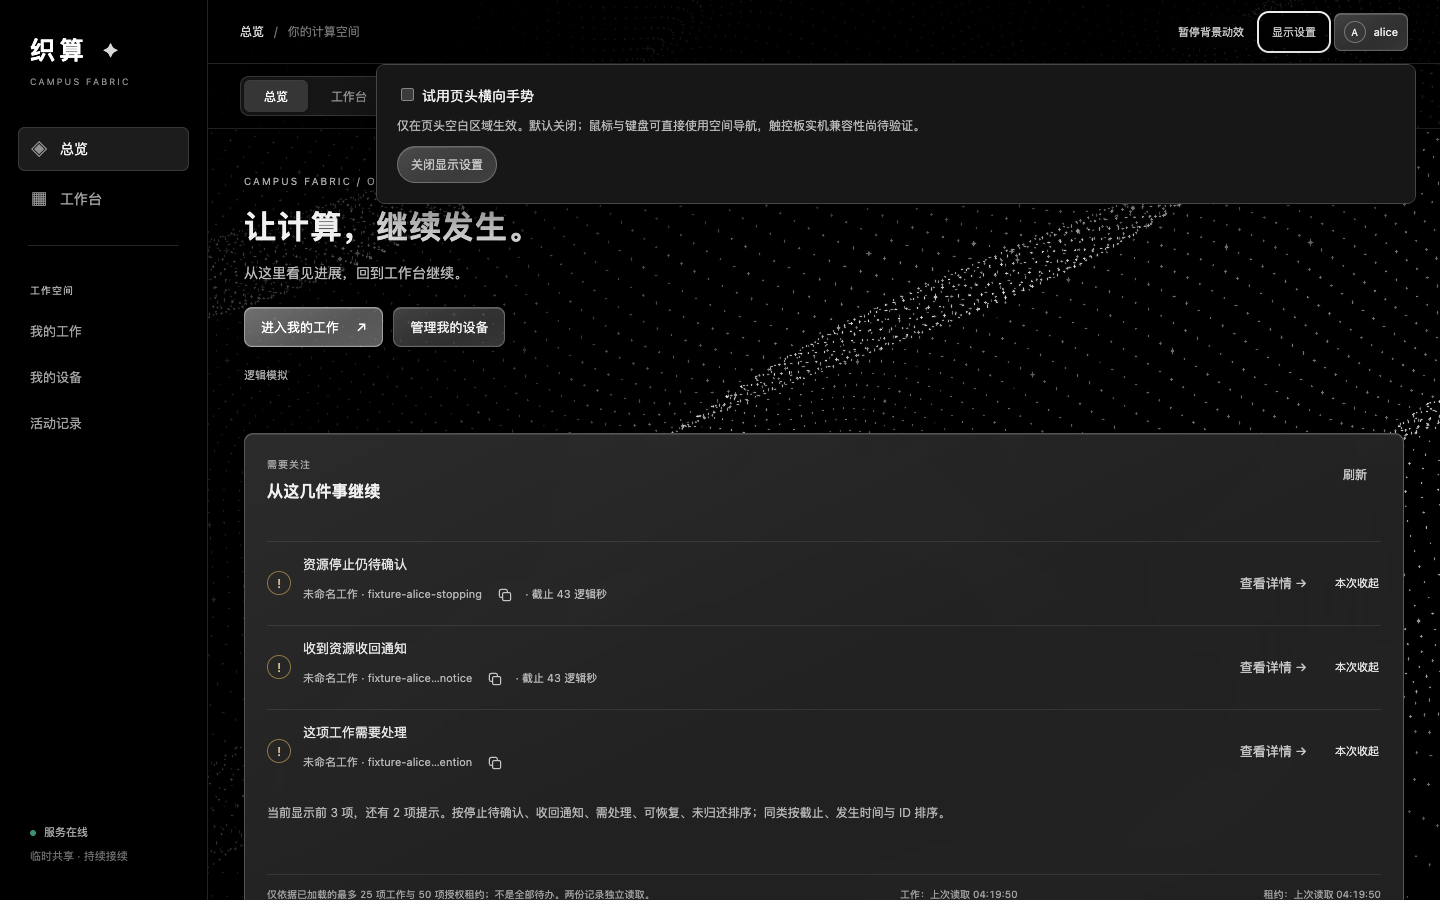 织算
CAMPUS FABRIC
总览
工作台
工作空间
我的工作
我的设备
活动记录
服务在线
临时共享 · 持续接续
总览 / 你的计算空间
暂停背景动效
显示设置
A alice
总览 工作台
试用页头横向手势
仅在页头空白区域生效。默认关闭；鼠标与键盘可直接使用空间导航，触控板实机兼容性尚待验证。
关闭显示设置
CAMPUS FABRIC / O
让计算，继续发生。
从这里看见进展，回到工作台继续。
进入我的工作
管理我的设备
逻辑模拟
需要关注
从这几件事继续
刷新
! 资源停止仍待确认
未命名工作 · fixture-alice-stopping · 截止 43 逻辑秒
查看详情 → 本次收起
! 收到资源收回通知
未命名工作 · fixture-alice…notice · 截止 43 逻辑秒
查看详情 → 本次收起
! 这项工作需要处理
未命名工作 · fixture-alice…ention
查看详情 → 本次收起
当前显示前 3 项，还有 2 项提示。按停止待确认、收回通知、需处理、可恢复、未归还排序；同类按截止、发生时间与 ID 排序。
仅依据已加载的最多 25 项工作与 50 项授权租约；不是全部待办。两份记录独立读取。
工作：上次读取 04:19:50
租约：上次读取 04:19:50